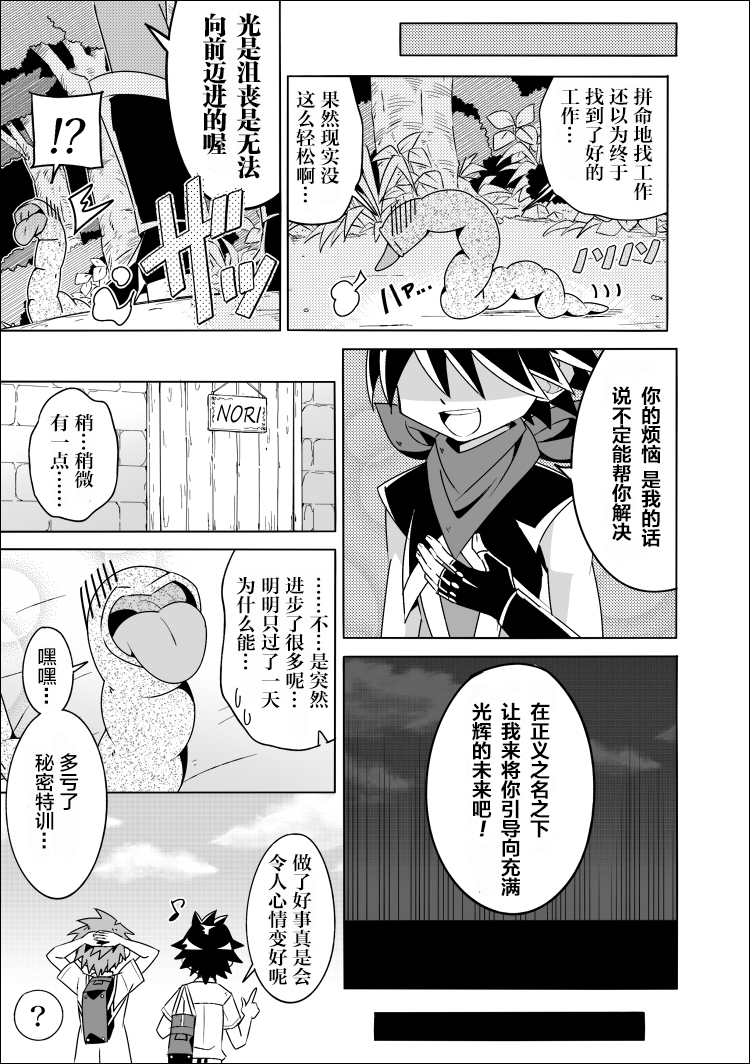 拼命地找工作
还以为终于
找到了好的
工作…
果然现实没
这么轻松啊…
ソソソッ
ハァ…
光是沮丧是无法
向前迈进的喔
!?
ザッ
你的烦恼 是我的话
说不定能帮你解决
在正义之名之下
让我来将你引导向充满
光辉的未来吧！
NORI
稍…稍微
有一点……
……不…是突然
进步了很多呢…
明明只过了一天
为什么能…
嘿嘿…
多亏了
秘密特训…
做了好事真是会
令人心情变好呢
♪
?